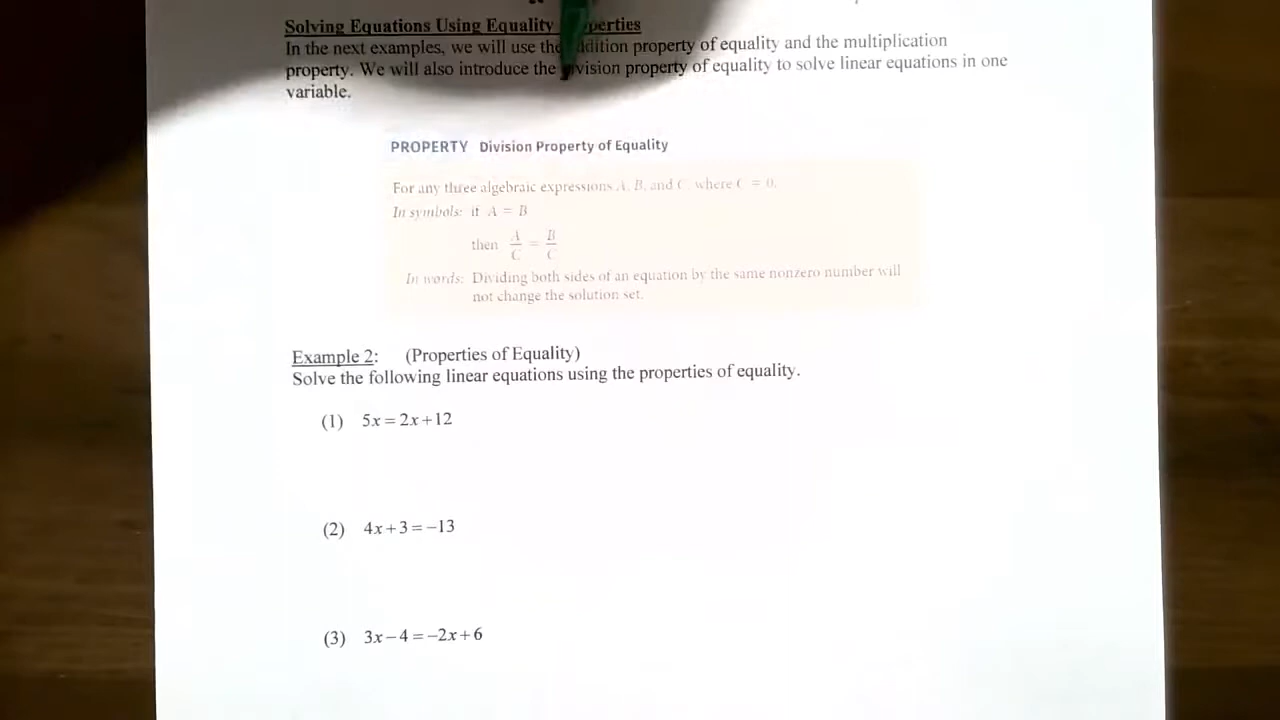 Solving Equations Using Equality
In the next examples, we will use the property of equality and the multiplication
property. We will also introduce the property of equality to solve linear equations in one
variable.
PROPERTY Division Property of Equality
For any three algebraic expressions A, B, and C, where C = 0,
In symbols: if A = B
then A/C = B/C
In words: Dividing both sides of an equation by the same nonzero number will
not change the solution set.
Example 2: (Properties of Equality)
Solve the following linear equations using the properties of equality.
(1) 5x = 2x + 12
(2) 4x + 3 = −13
(3) 3x − 4 = −2x + 6